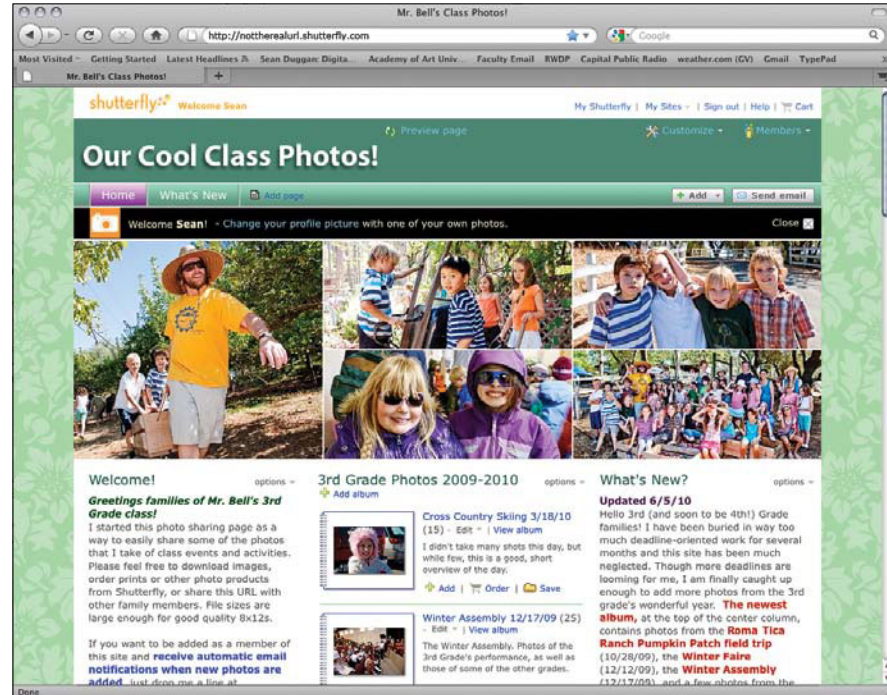 Mr. Bell's Class Photos!
http://nottherealurl.shutterfly.com
Google
Most Visited Getting Started Latest Headlines Sean Duggan: Digita... Academy of Art Univ... Faculty Email RWDP Capital Public Radio weather.com (GV) Gmail TypePad
Mr. Bell's Class Photos!
shutterfly Welcome Sean
My Shutterfly | My Sites | Sign out | Help | Cart
Preview page
Customize
Members
Our Cool Class Photos!
Home What's New Add page
+ Add Send email
Welcome Sean! - Change your profile picture with one of your own photos.
Close
Welcome!
options
Greetings families of Mr. Bell's 3rd
Grade class!
I started this photo sharing page as a
way to easily share some of the photos
that I take of class events and activities.
Please feel free to download images,
order prints or other photo products
from Shutterfly, or share this URL with
other family members. File sizes are
large enough for good quality 8x12s.
If you want to be added as a member of
this site and receive automatic email
notifications when new photos are
added, just drop me a line at
3rd Grade Photos 2009-2010
options
Add album
Cross Country Skiing 3/18/10
(15) - Edit | View album
I didn't take many shots this day, but
while few, this is a good, short
overview of the day.
Add | Order | Save
Winter Assembly 12/17/09 (25)
- Edit | View album
The Winter Assembly. Photos of the
3rd Grade's performance, as well as
those of some of the other grades.
What's New?
options
Updated 6/5/10
Hello 3rd (and soon to be 4th!) Grade
families! I have been buried in way too
much deadline-oriented work for several
months and this site has been much
neglected. Though more deadlines are
looming for me, I am finally caught up
enough to add more photos from the 3rd
grade's wonderful year. The newest
album, at the top of the center column,
contains photos from the Roma Tica
Ranch Pumpkin Patch field trip
(10/28/09), the Winter Faire
(12/12/09), the Winter Assembly
(12/17/09), and a few photos from the
Done